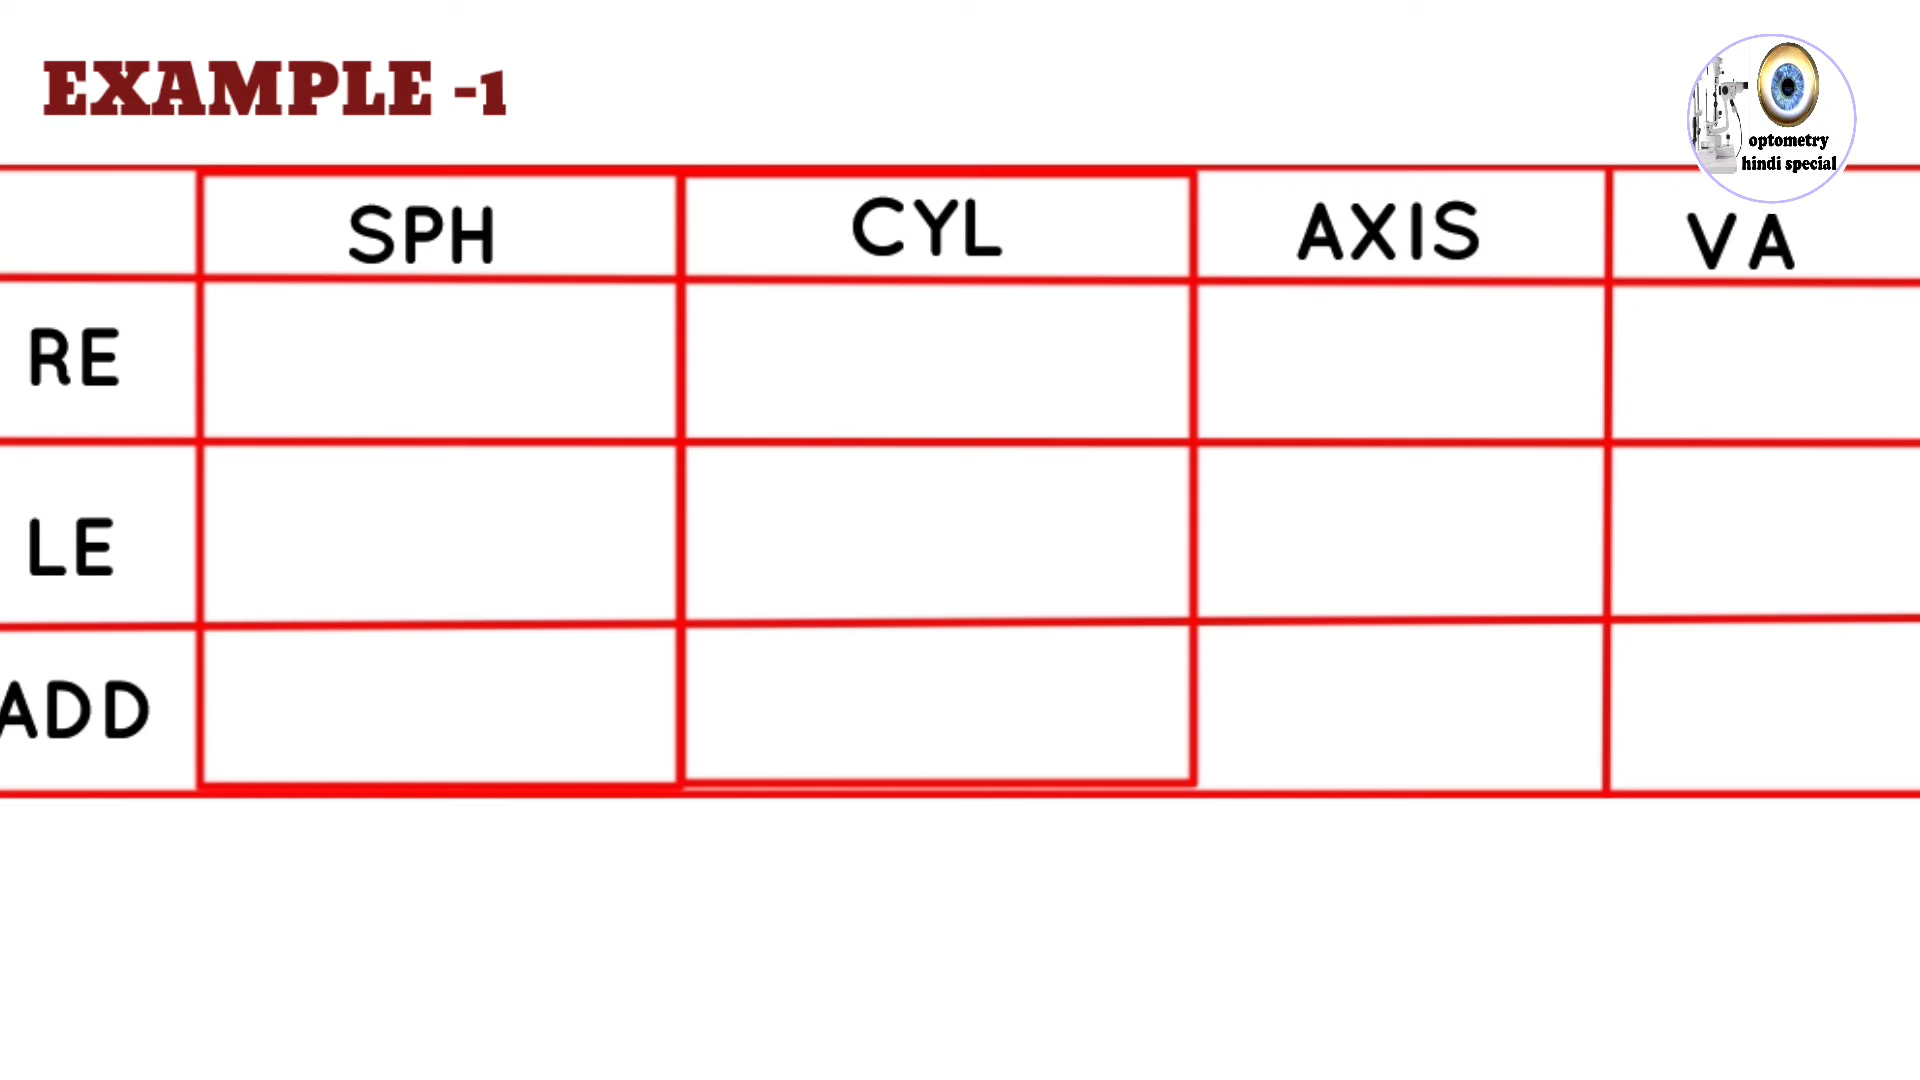 EXAMPLE -1
optometry
hindi special
SPH CYL AXIS VA
RE
LE
ADD